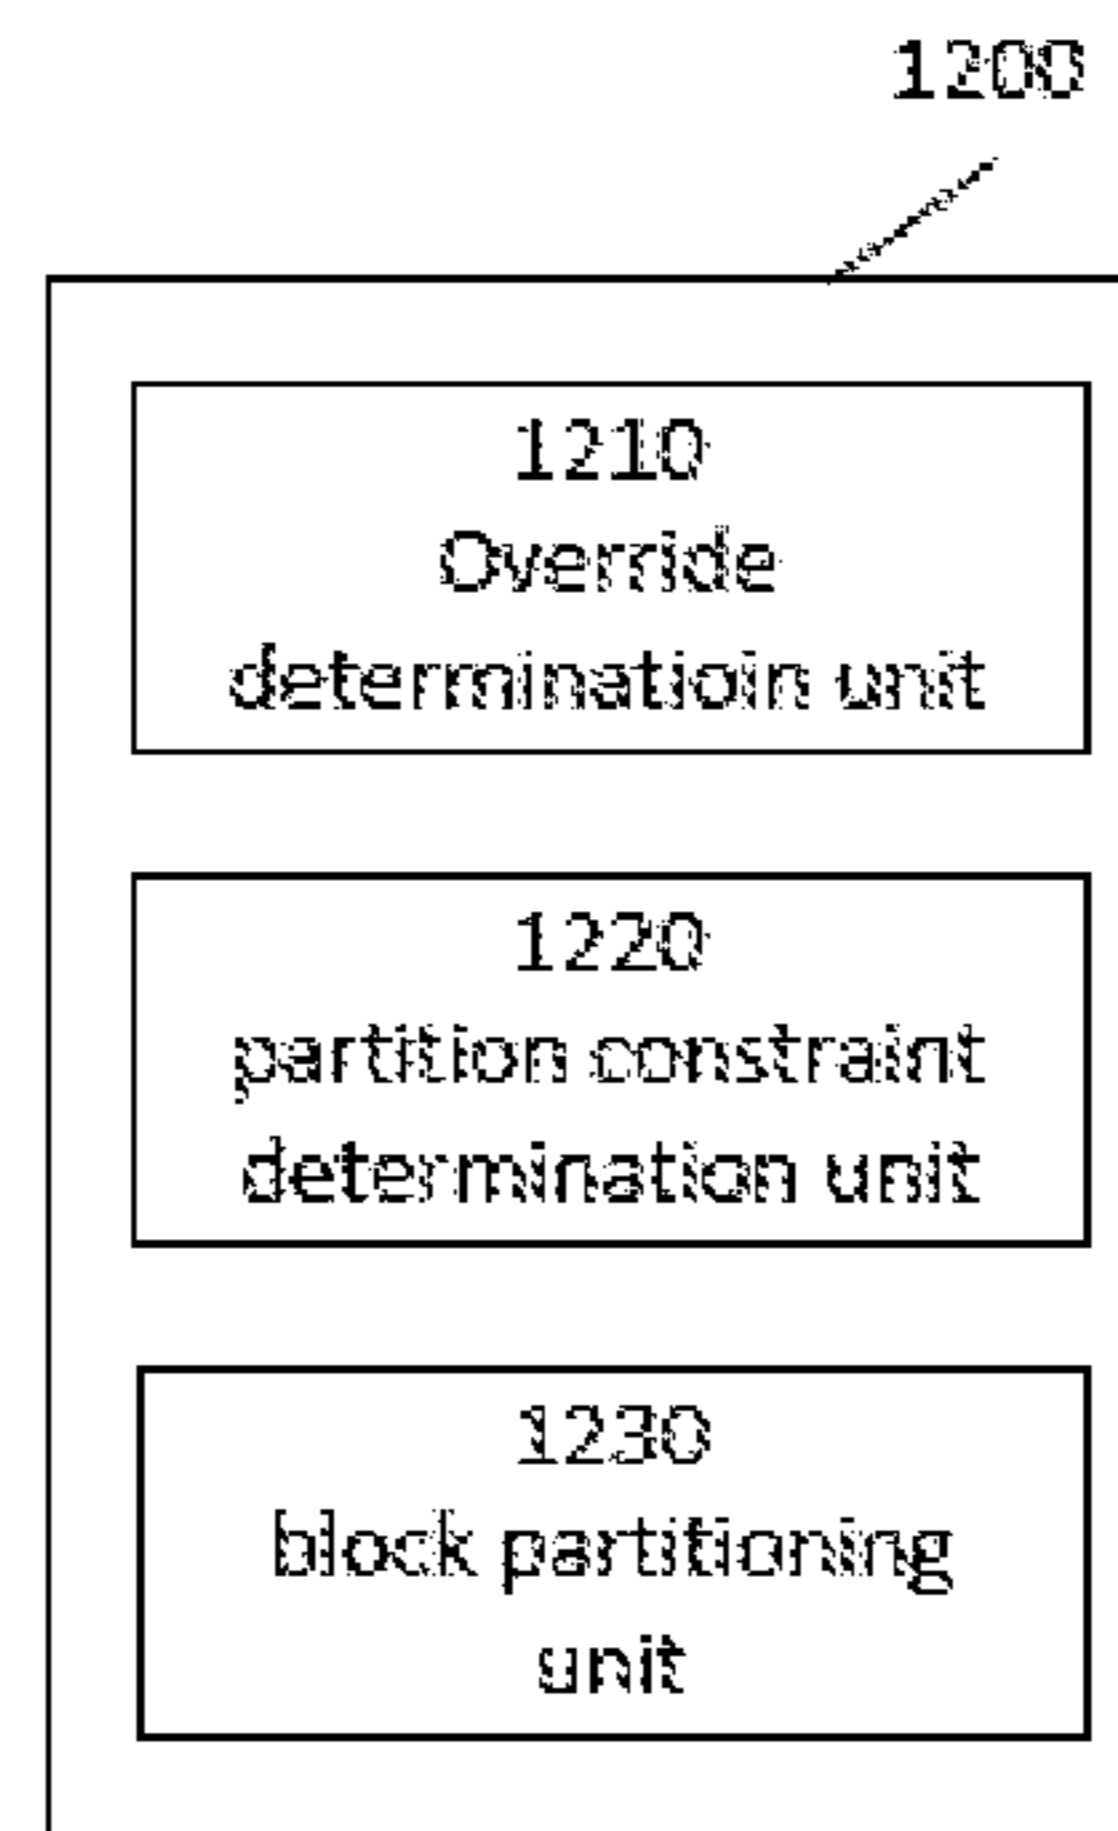 1200
1210
Override
determinatioin unit
1220
partition constraint
determination unit
1230
block partitioning
unit